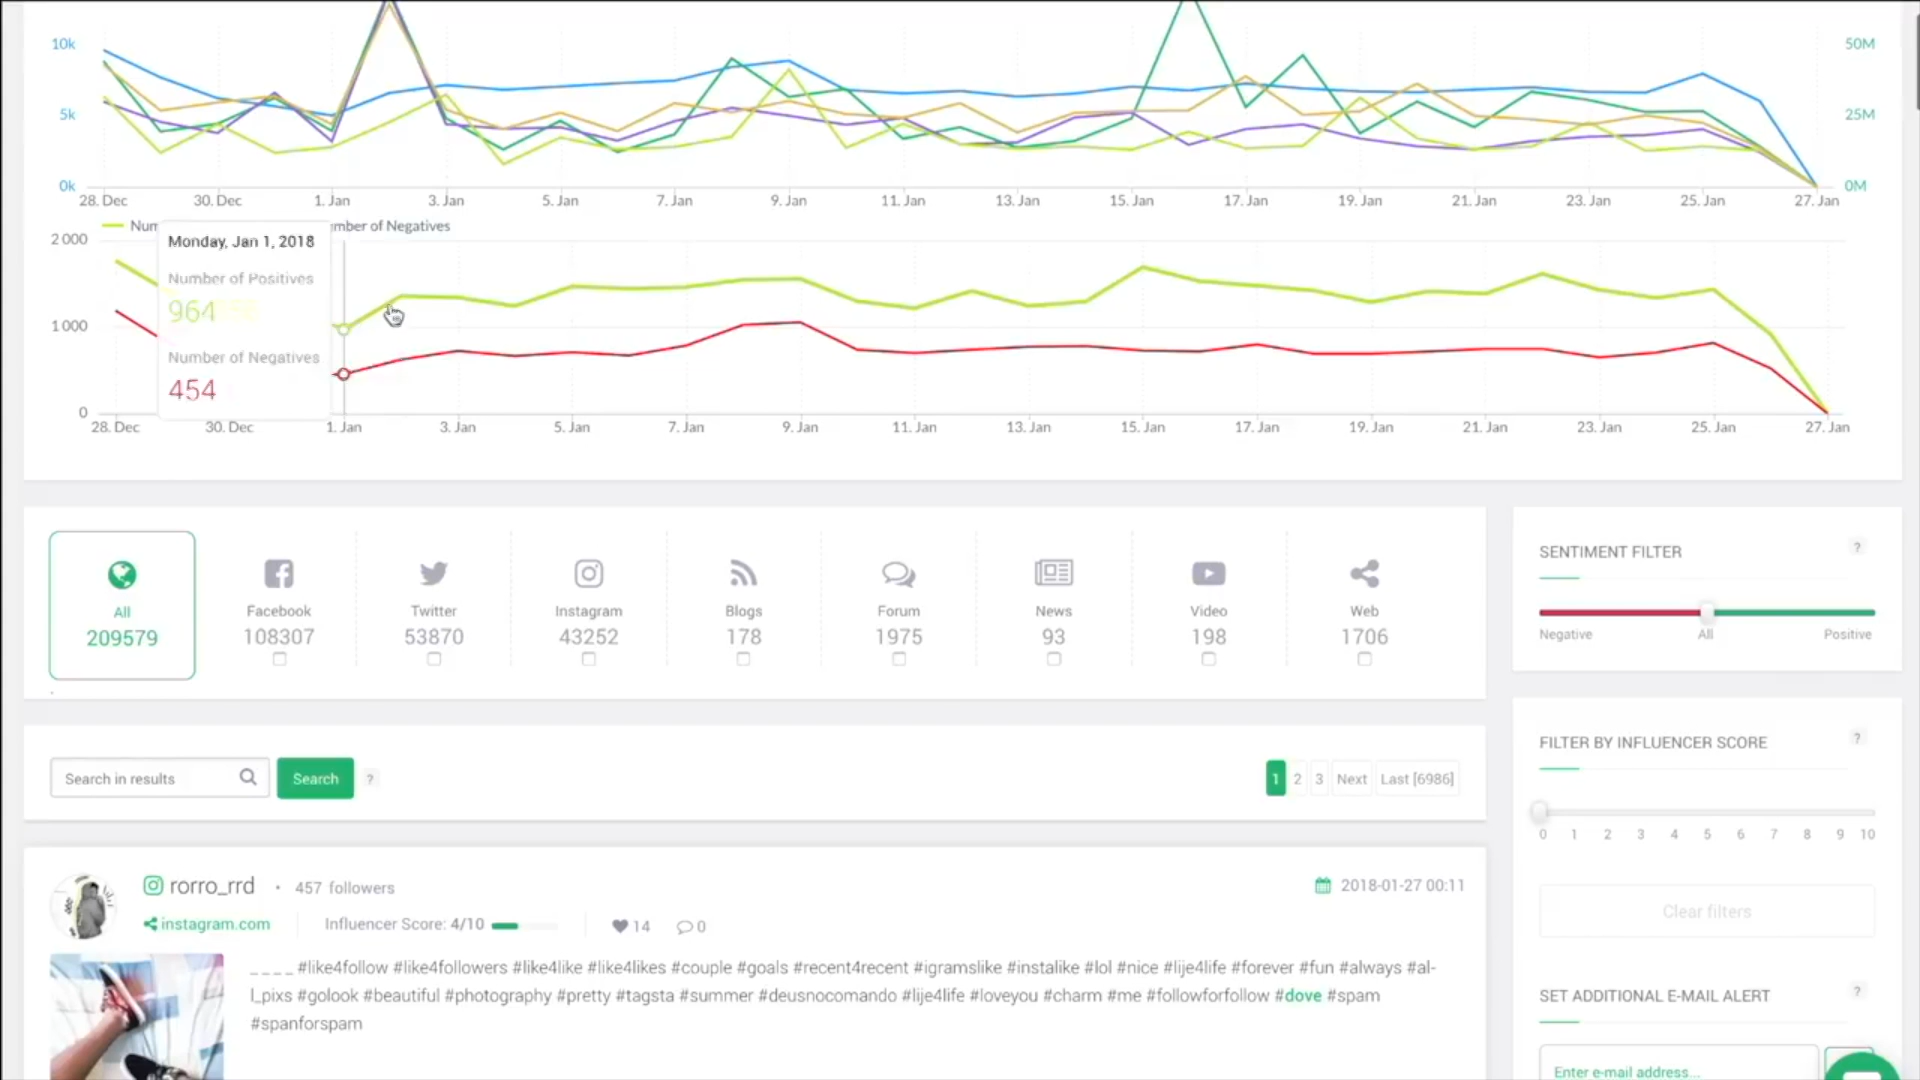 10k
50M
5k
25M
0k
0M
28. Dec 30. Dec 1. Jan 3. Jan 5. Jan 7. Jan 9. Jan 11. Jan 13. Jan 15. Jan 17. Jan 19. Jan 21. Jan 23. Jan 25. Jan 27. Jan
Num
mber of Negatives
2 000
Monday, Jan 1, 2018
Number of Positives
964
1 000
Number of Negatives
454
0
28. Dec 30. Dec 1. Jan 3. Jan 5. Jan 7. Jan 9. Jan 11. Jan 13. Jan 15. Jan 17. Jan 19. Jan 21. Jan 23. Jan 25. Jan 27. Jan
All Facebook Twitter Instagram Blogs Forum News Video Web
209579 108307 53870 43252 178 1975 93 198 1706
SENTIMENT FILTER ?
Negative All Positive
Search in results Search ?
1 2 3 Next Last [6986]
FILTER BY INFLUENCER SCORE ?
0 1 2 3 4 5 6 7 8 9 10
Clear filters
rorro_rrd • 457 followers
2018-01-27 00:11
instagram.com Influencer Score: 4/10 14 0
_ _ _ _ #like4follow #like4followers #like4like #like4likes #couple #goals #recent4recent #igramslike #instalike #lol #nice #lije4life #forever #fun #always #al-
l_pixs #golook #beautiful #photography #pretty #tagsta #summer #deusnocomando #lije4life #loveyou #charm #me #followforfollow #dove #spam
#spanforspam
SET ADDITIONAL E-MAIL ALERT ?
Enter e-mail address...